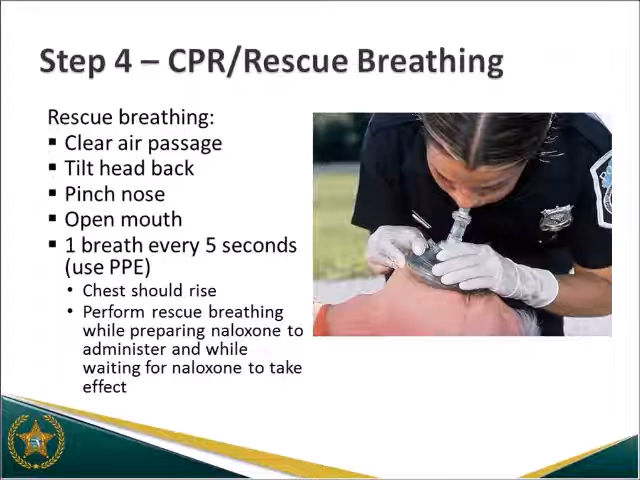 Step 4 – CPR/Rescue Breathing
Rescue breathing:
▪ Clear air passage
▪ Tilt head back
▪ Pinch nose
▪ Open mouth
▪ 1 breath every 5 seconds
(use PPE)
• Chest should rise
• Perform rescue breathing
while preparing naloxone to
administer and while
waiting for naloxone to take
effect